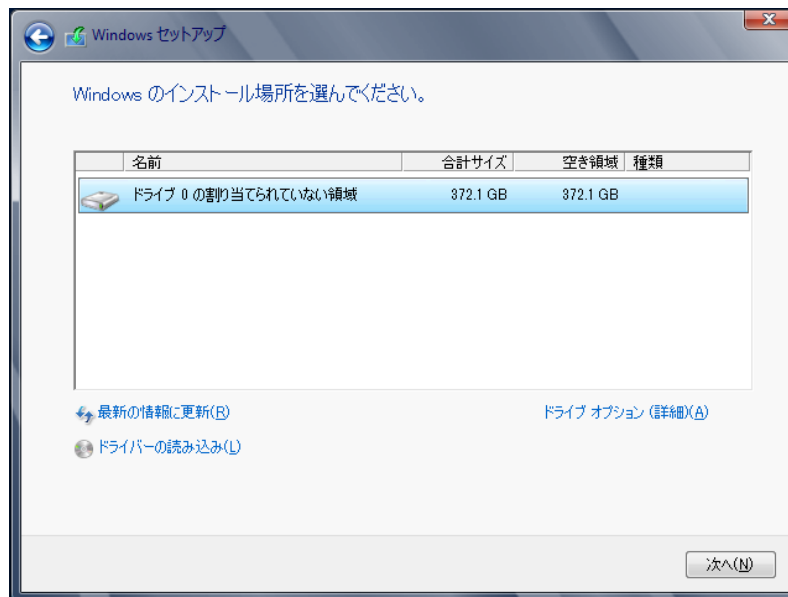 Windows セットアップ
Windows のインストール場所を選んでください。
名前 合計サイズ 空き領域 種類
ドライブ 0 の割り当てられていない領域 372.1 GB 372.1 GB
最新の情報に更新(R) ドライブ オプション (詳細)(A)
ドライバーの読み込み(L)
次へ(N)